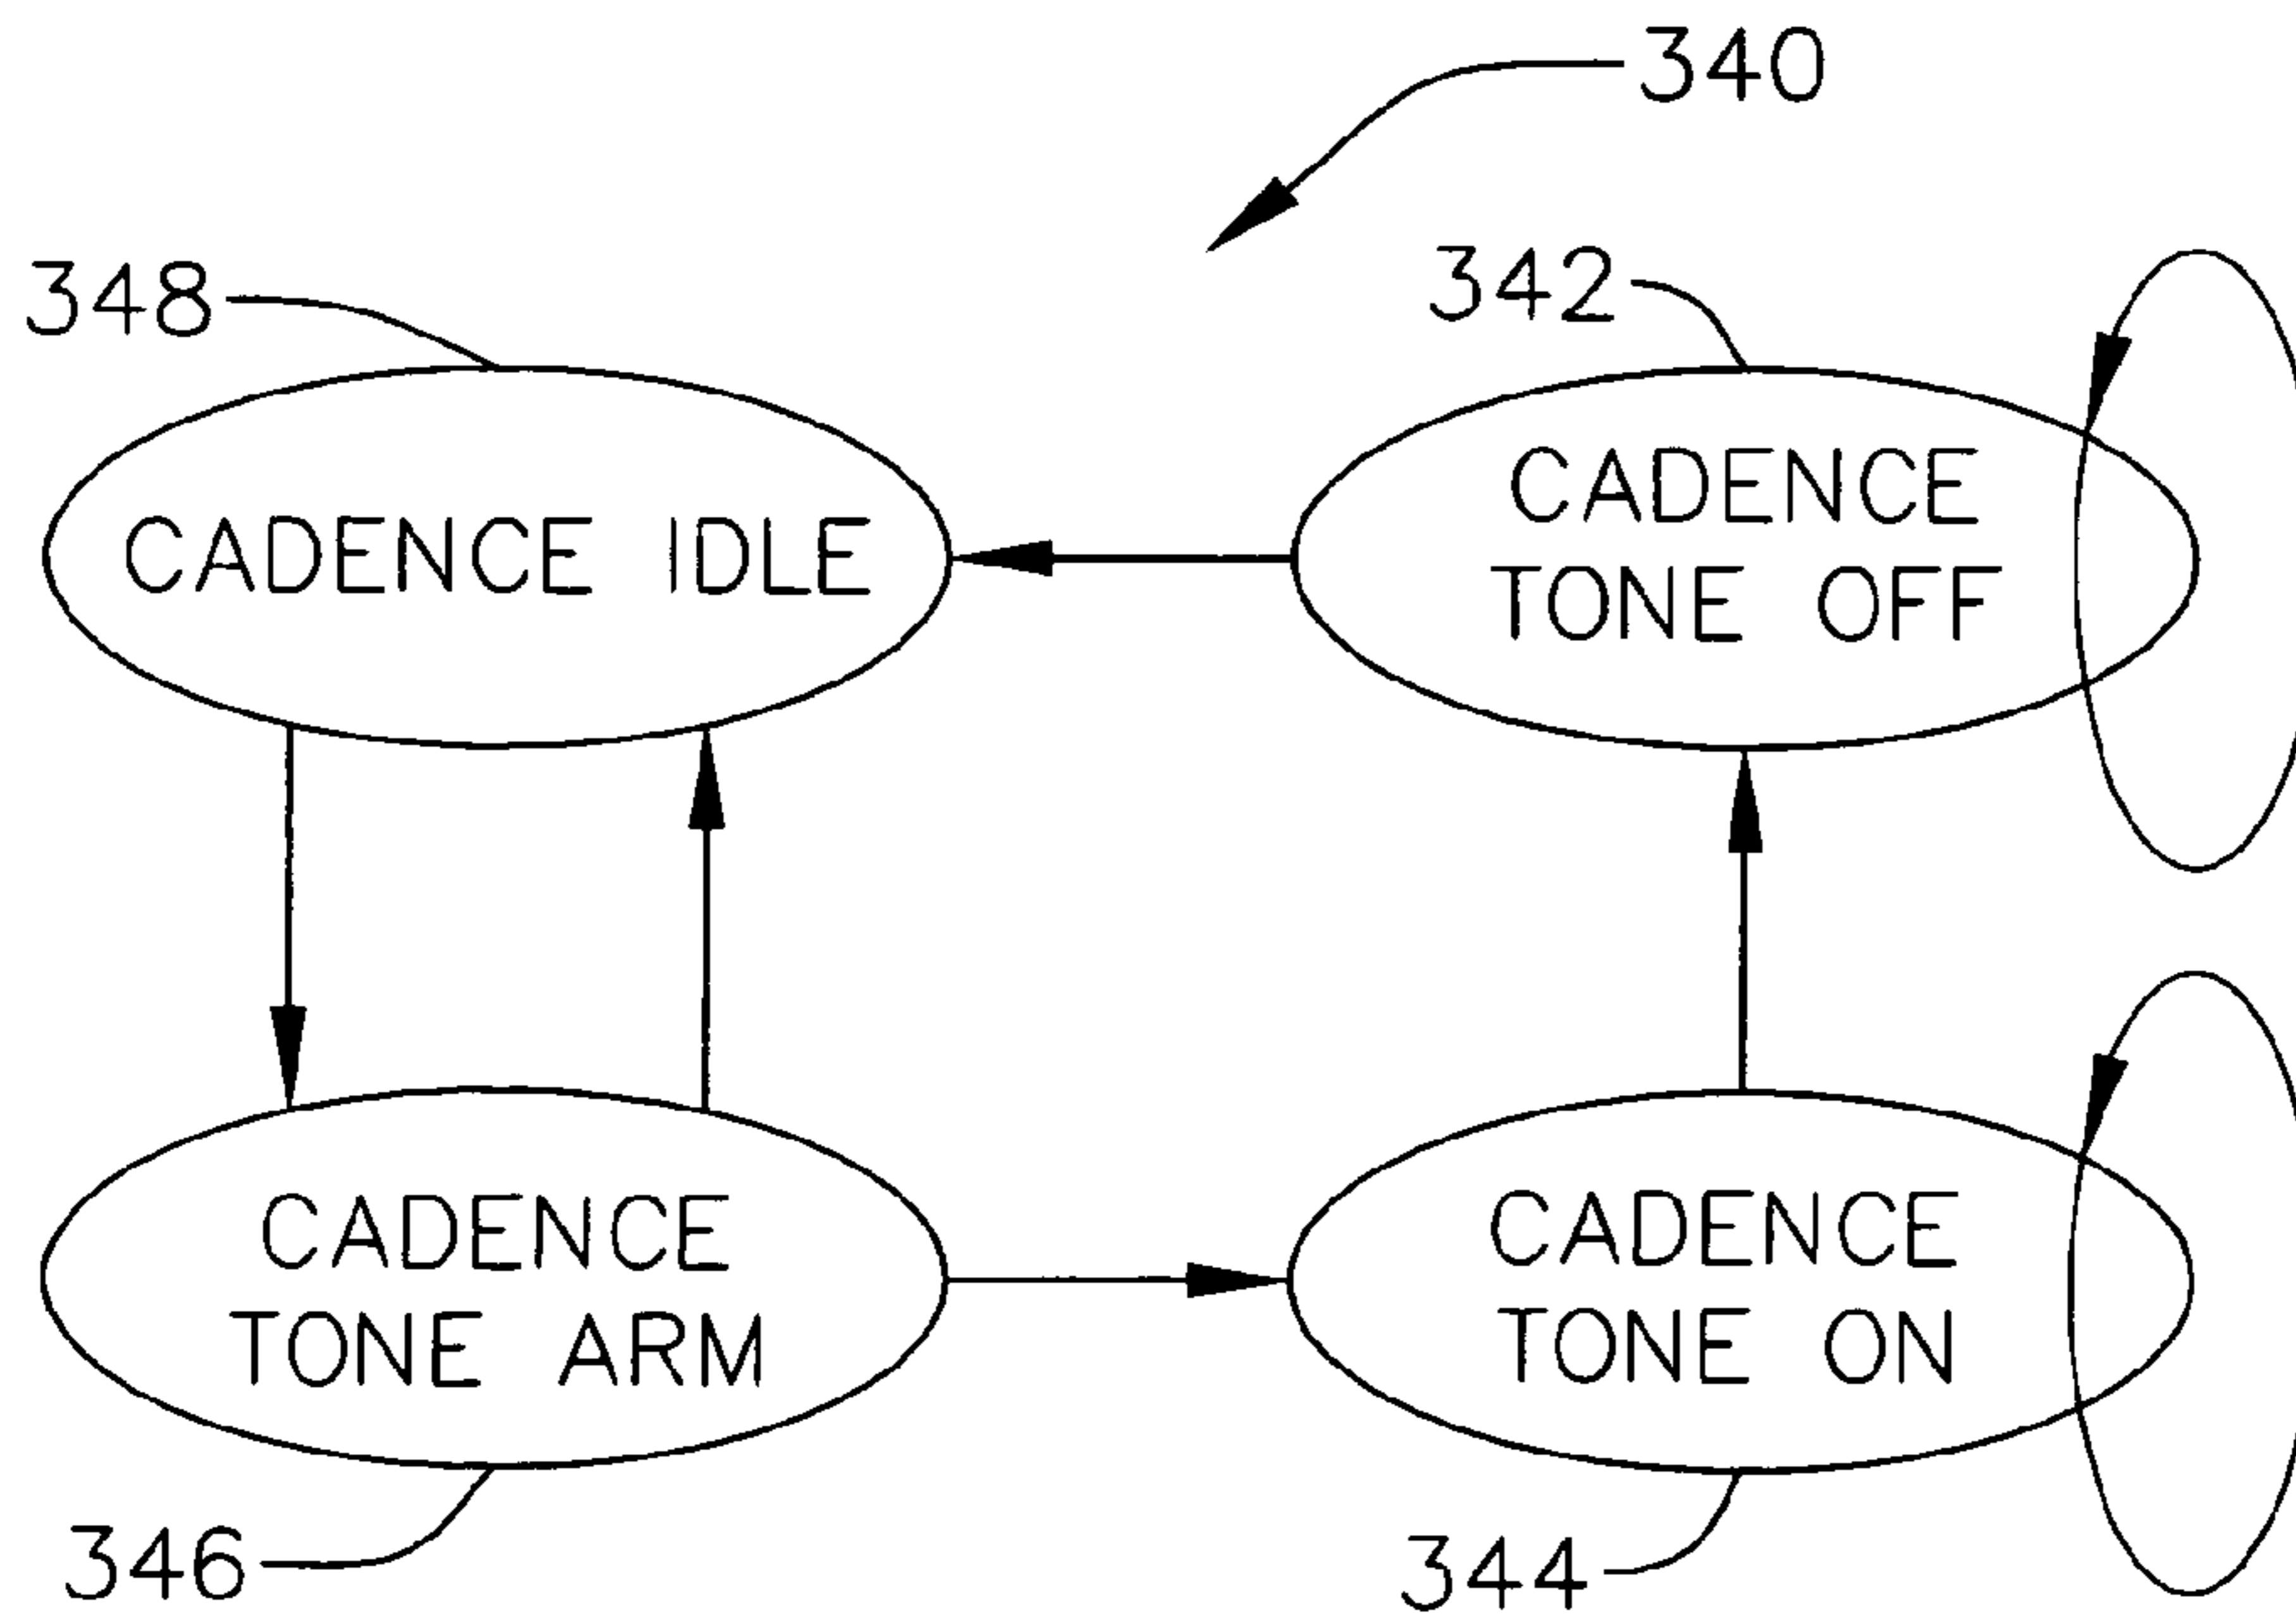 340
348
342
CADENCE IDLE
CADENCE
TONE OFF
CADENCE
TONE ARM
CADENCE
TONE ON
346
344